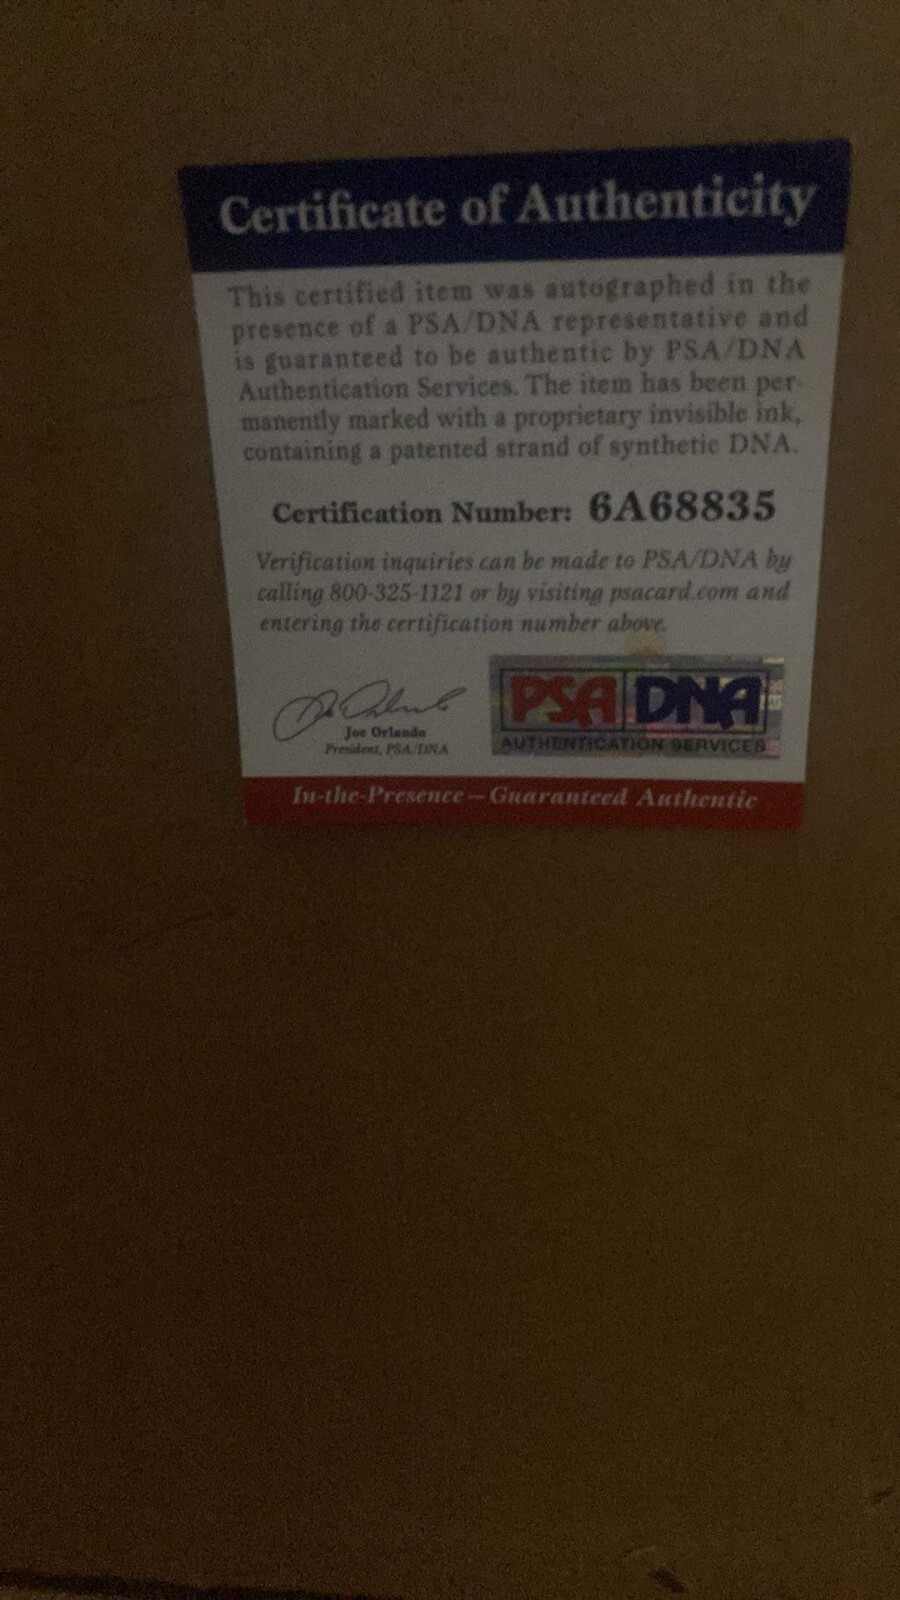 Certificate of Authenticity
This certified item was autographed in the
presence of a PSA/DNA representative and
is guaranteed to be authentic by PSA/DNA
Authentication Services. The item has been per-
manently marked with a proprietary invisible ink,
containing a patented strand of synthetic DNA.
Certification Number: 6A68835
Verification inquiries can be made to PSA/DNA by
calling 800-325-1121 or by visiting psacard.com and
entering the certification number above.
Joe Orlando
President, PSA/DNA
PSA DNA
AUTHENTICATION SERVICES
In-the-Presence – Guaranteed Authentic